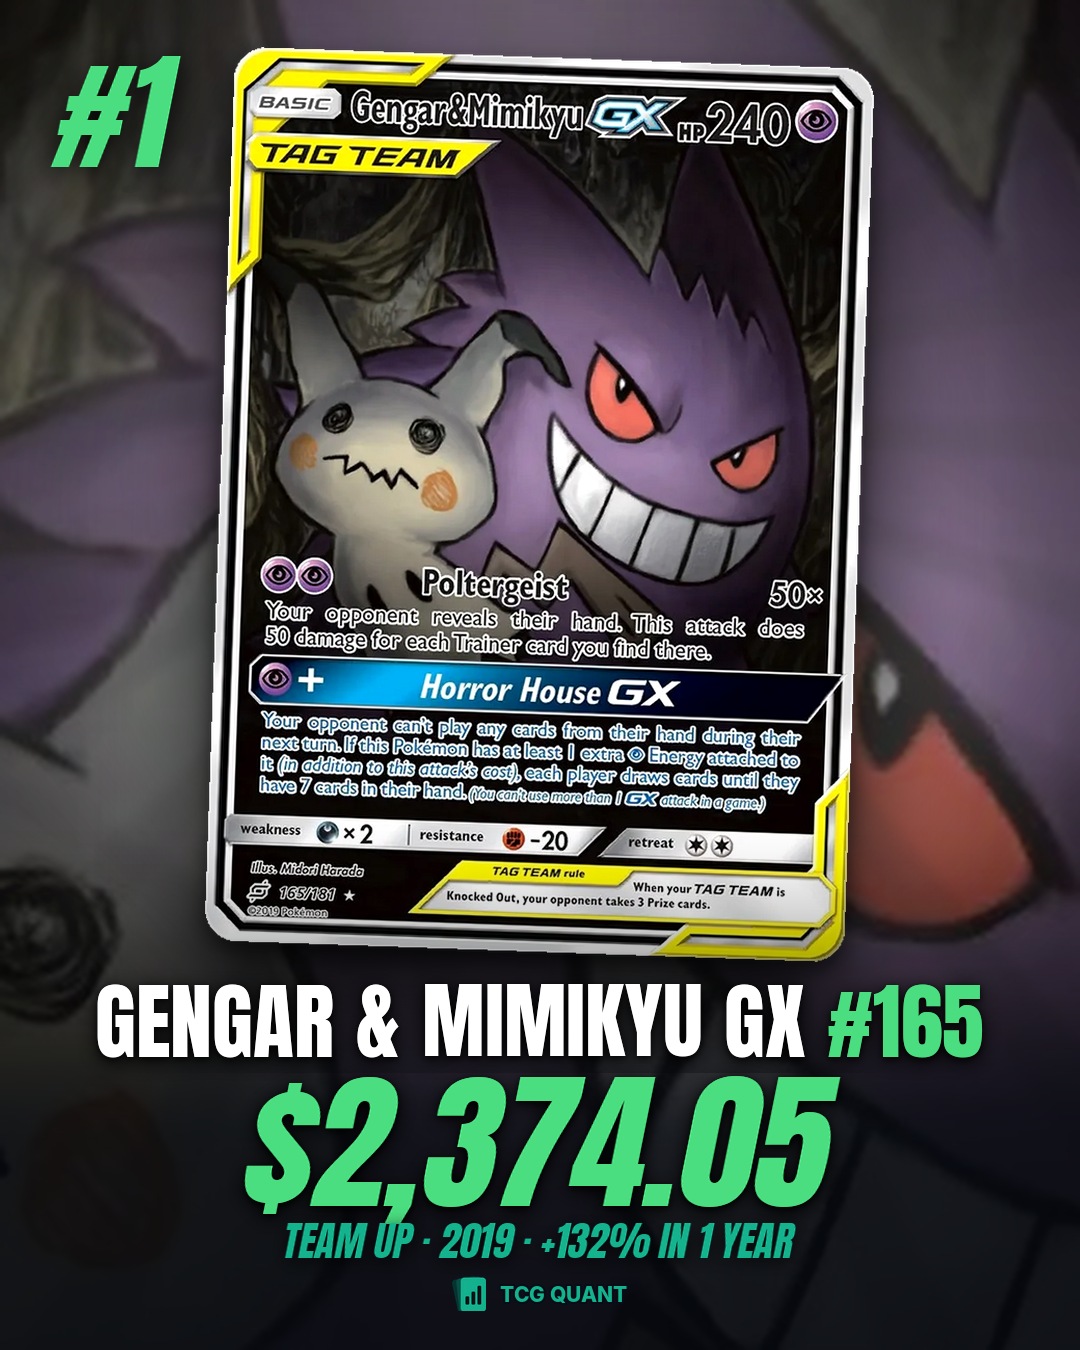 #1
BASIC Gengar&Mimikyu GX HP 240
TAG TEAM
Poltergeist 50×
Your opponent reveals their hand. This attack does
50 damage for each Trainer card you find there.
+ Horror House GX
Your opponent can't play any cards from their hand during their
next turn. If this Pokémon has at least 1 extra Energy attached to
it (in addition to this attack's cost), each player draws cards until they
have 7 cards in their hand. (You can't use more than 1 GX attack in a game.)
weakness ×2 resistance -20 retreat
Illus. Midori Harada
165/181 ★
©2019 Pokémon
TAG TEAM rule
When your TAG TEAM is
Knocked Out, your opponent takes 3 Prize cards.
GENGAR & MIMIKYU GX #165
$2,374.05
TEAM UP · 2019 · +132% IN 1 YEAR
TCG QUANT